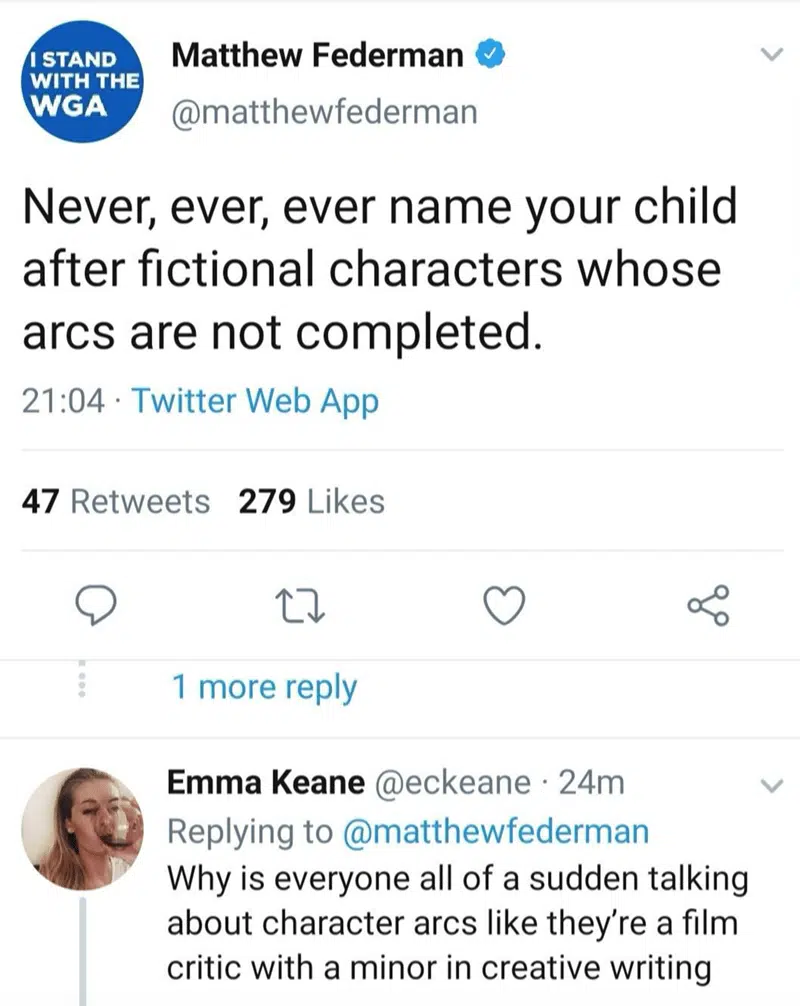 I STAND
WITH THE
WGA
Matthew Federman
@matthewfederman
Never, ever, ever name your child
after fictional characters whose
arcs are not completed.
21:04 · Twitter Web App
47 Retweets 279 Likes
1 more reply
Emma Keane @eckeane · 24m
Replying to @matthewfederman
Why is everyone all of a sudden talking
about character arcs like they're a film
critic with a minor in creative writing